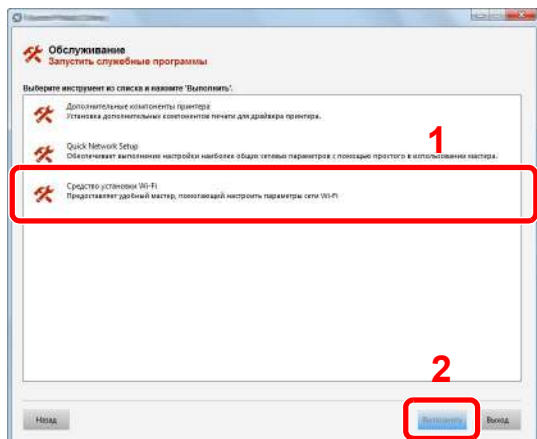 Обслуживание
Запустить служебные программы
Выберите инструмент из списка и нажмите 'Выполнить'.
Дополнительные компоненты принтера
Установка дополнительных компонентов печати для драйвера принтера.
1
Quick Network Setup
Обеспечивает выполнение настройки наиболее общих сетевых параметров с помощью простого в использовании мастера.
Средство установки Wi-Fi
Предоставляет удобный мастер, помогающий настроить параметры сети Wi-Fi
2
Назад
Выполнить
Выход